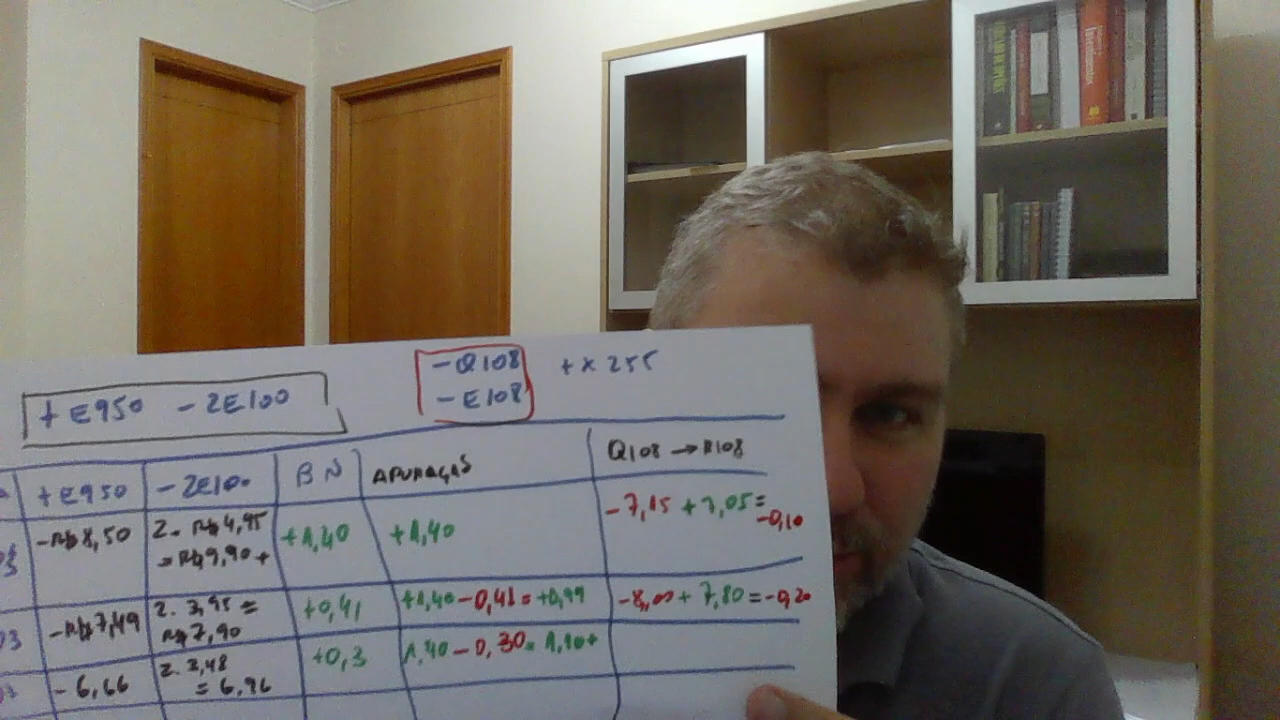 - Q108 + x 255
- E108
+ E950 - 2E100
+ E950 - 2E100 BN APURAÇÃO Q108 → R108
- R$ 8,50 2. R$ 4,95 = R$ 9,90 + +1,40 +1,40 - 7,15 + 7,05 = -0,10
03 - R$ 7,49 2. 3,95 = R$ 7,90 +0,41 +1,40 - 0,41 = +0,99 - 8,00 + 7,80 = -0,20
- 6,66 2. 3,48 = 6,96 +0,3 1,40 - 0,30 = 1,10 +